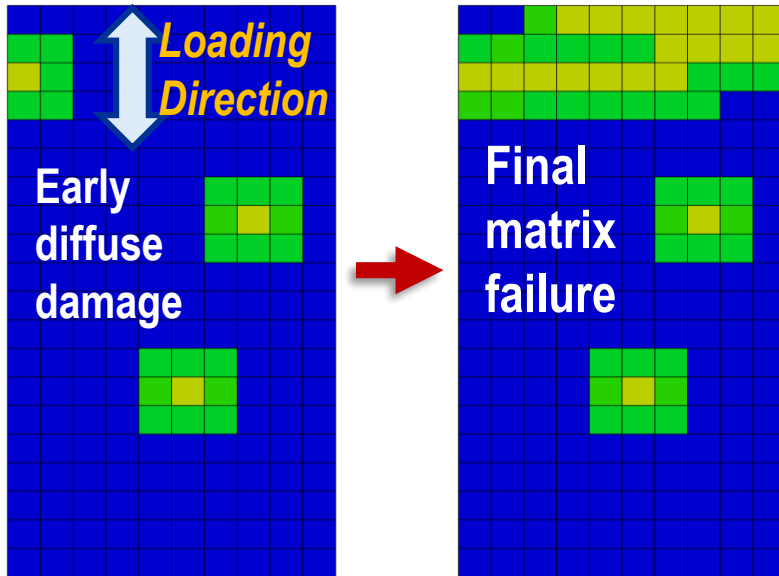 Loading
Direction
Early
diffuse
damage
Final
matrix
failure